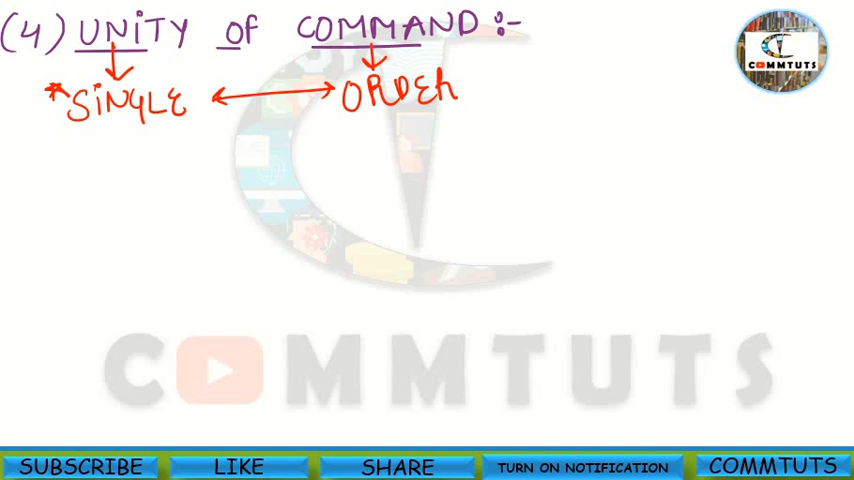 (4) UNiTY of COMMAND :-
*SiNGLE ORDER
COMMTUTS
COMMTUTS
SUBSCRIBE LIKE SHARE TURN ON NOTIFICATION COMMTUTS